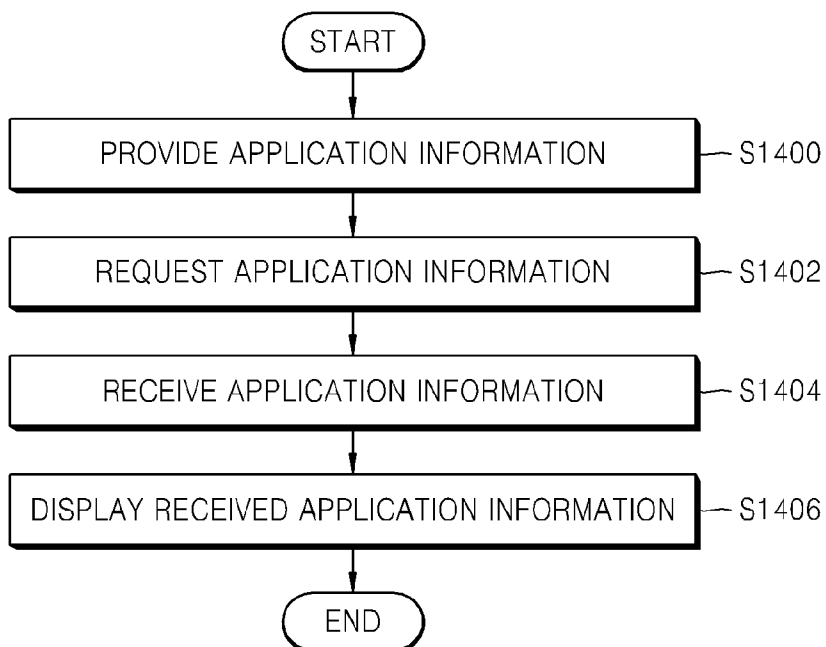 START
PROVIDE APPLICATION INFORMATION S1400
REQUEST APPLICATION INFORMATION S1402
RECEIVE APPLICATION INFORMATION S1404
DISPLAY RECEIVED APPLICATION INFORMATION S1406
END